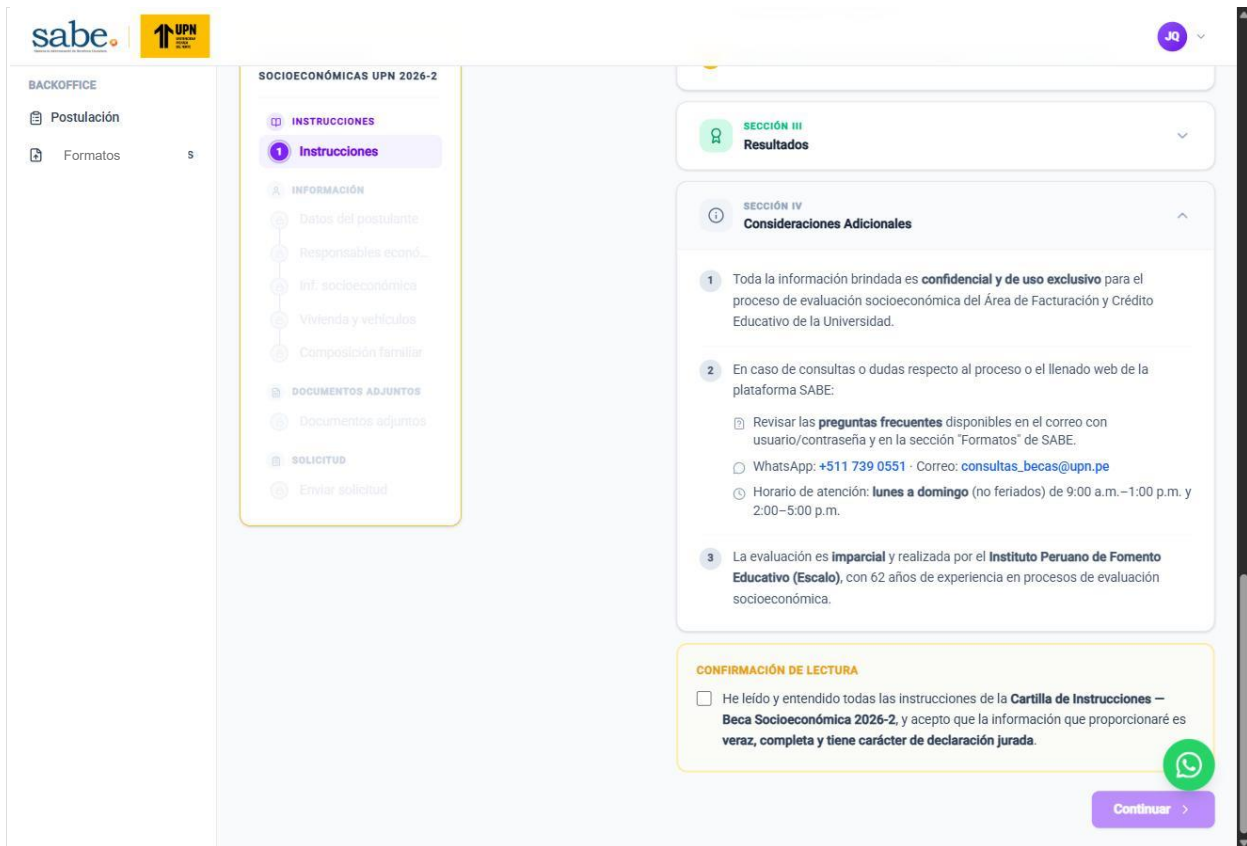 sabe.
UPN
JQ
BACKOFFICE
Postulación
Formatos
S
SOCIOECONÓMICAS UPN 2026-2
INSTRUCCIONES
1 Instrucciones
INFORMACIÓN
Datos del postulante
Responsables econó...
Inf. socioeconómica
Vivienda y vehículos
Composición familiar
DOCUMENTOS ADJUNTOS
Documentos adjuntos
SOLICITUD
Enviar solicitud
SECCIÓN III
Resultados
SECCIÓN IV
Consideraciones Adicionales
1 Toda la información brindada es confidencial y de uso exclusivo para el
proceso de evaluación socioeconómica del Área de Facturación y Crédito
Educativo de la Universidad.
2 En caso de consultas o dudas respecto al proceso o el llenado web de la
plataforma SABE:
Revisar las preguntas frecuentes disponibles en el correo con
usuario/contraseña y en la sección "Formatos" de SABE.
WhatsApp: +511 739 0551 · Correo: consultas_becas@upn.pe
Horario de atención: lunes a domingo (no feriados) de 9:00 a.m.–1:00 p.m. y
2:00–5:00 p.m.
3 La evaluación es imparcial y realizada por el Instituto Peruano de Fomento
Educativo (Escalo), con 62 años de experiencia en procesos de evaluación
socioeconómica.
CONFIRMACIÓN DE LECTURA
He leído y entendido todas las instrucciones de la Cartilla de Instrucciones —
Beca Socioeconómica 2026-2, y acepto que la información que proporcionaré es
veraz, completa y tiene carácter de declaración jurada.
Continuar